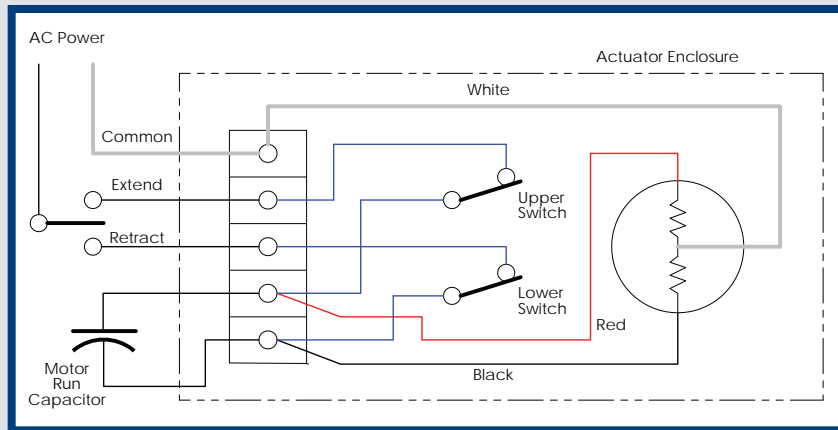 AC Power
Actuator Enclosure
White
Common
Extend
Upper
Switch
Retract
Lower
Switch
Red
Motor
Run
Capacitor
Black